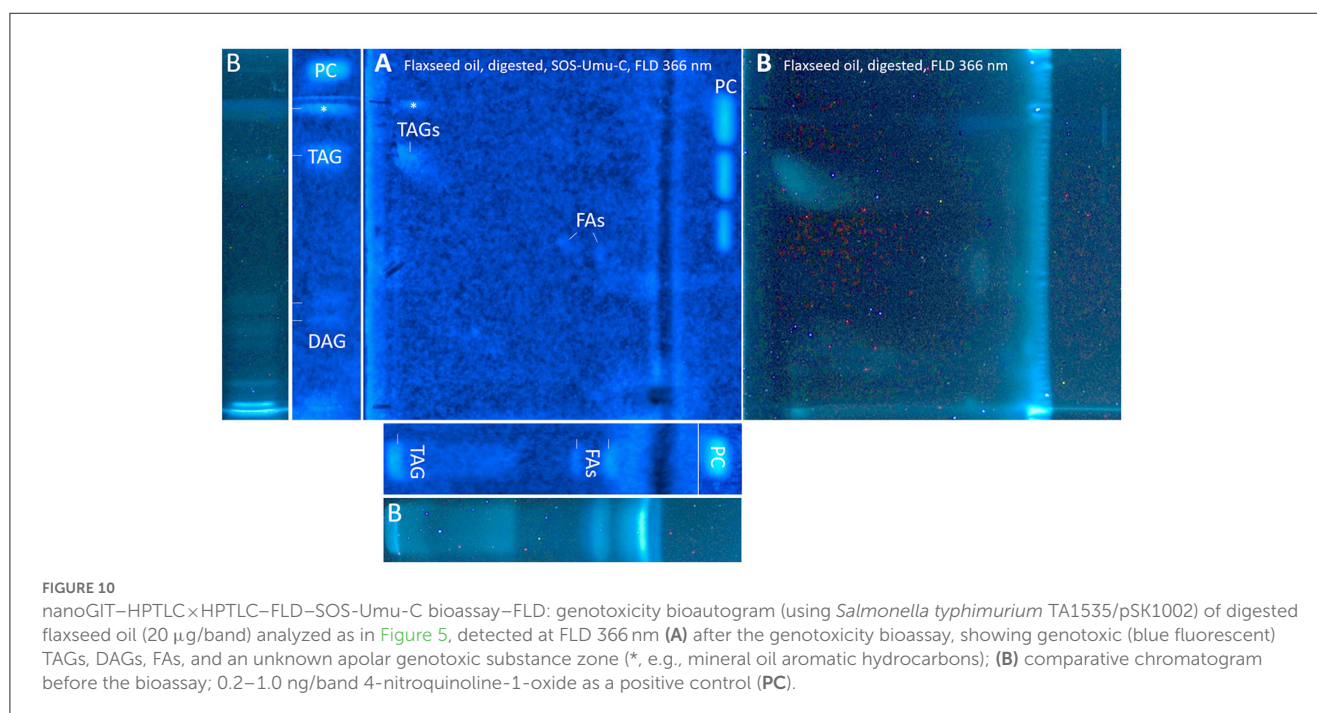 B
PC
*
TAG
DAG
A Flaxseed oil, digested, SOS-Umu-C, FLD 366 nm
*
TAGs
FAs
PC
B Flaxseed oil, digested, FLD 366 nm
TAG
FAs
PC
B
FIGURE 10
nanoGIT–HPTLC×HPTLC–FLD–SOS-Umu-C bioassay–FLD: genotoxicity bioautogram (using Salmonella typhimurium TA1535/pSK1002) of digested
flaxseed oil (20 μg/band) analyzed as in Figure 5, detected at FLD 366 nm (A) after the genotoxicity bioassay, showing genotoxic (blue fluorescent)
TAGs, DAGs, FAs, and an unknown apolar genotoxic substance zone (*, e.g., mineral oil aromatic hydrocarbons); (B) comparative chromatogram
before the bioassay; 0.2–1.0 ng/band 4-nitroquinoline-1-oxide as a positive control (PC).